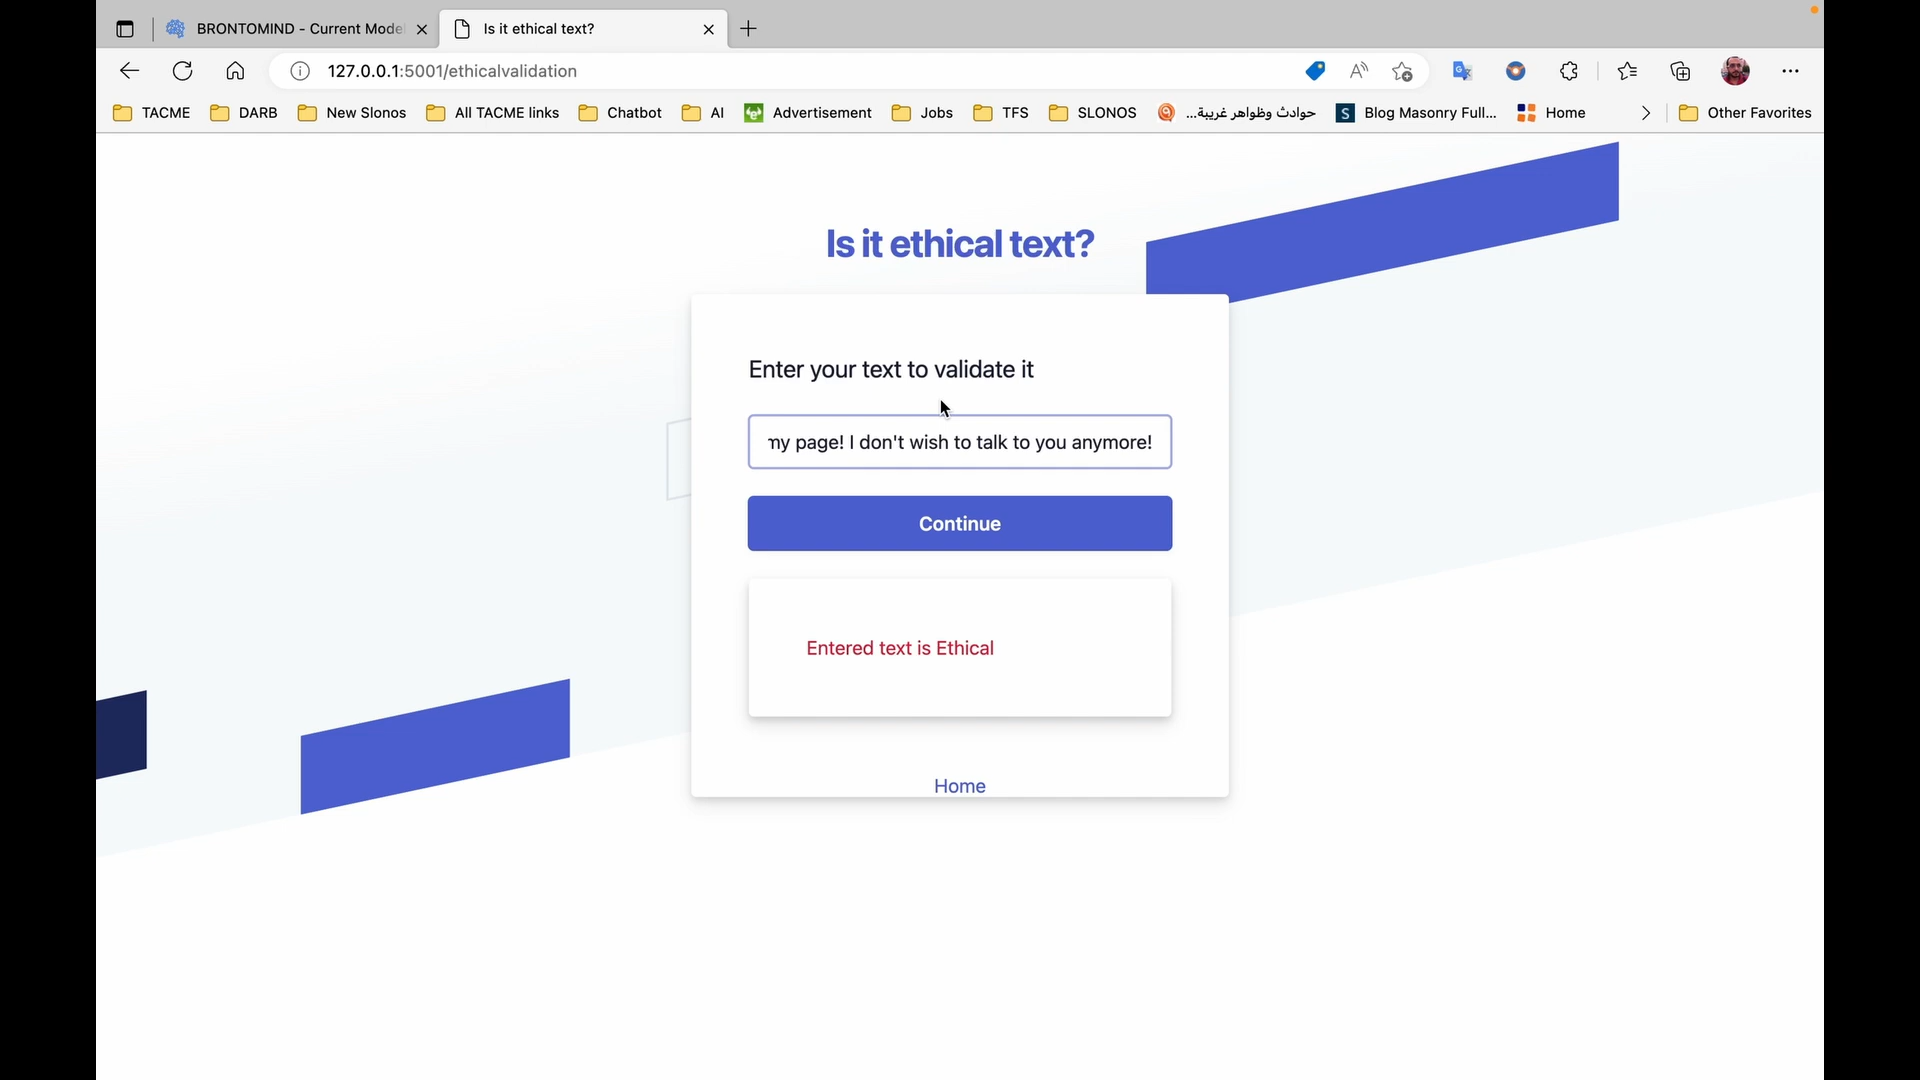 BRONTOMIND - Current Mode
Is it ethical text?
127.0.0.1:5001/ethicalvalidation
TACME
DARB
New Slonos
All TACME links
Chatbot
AI
Advertisement
Jobs
TFS
SLONOS
حوادث وظواهر غريبة...
Blog Masonry Full...
Home
Other Favorites
Is it ethical text?
Enter your text to validate it
my page! I don't wish to talk to you anymore!
Continue
Entered text is Ethical
Home